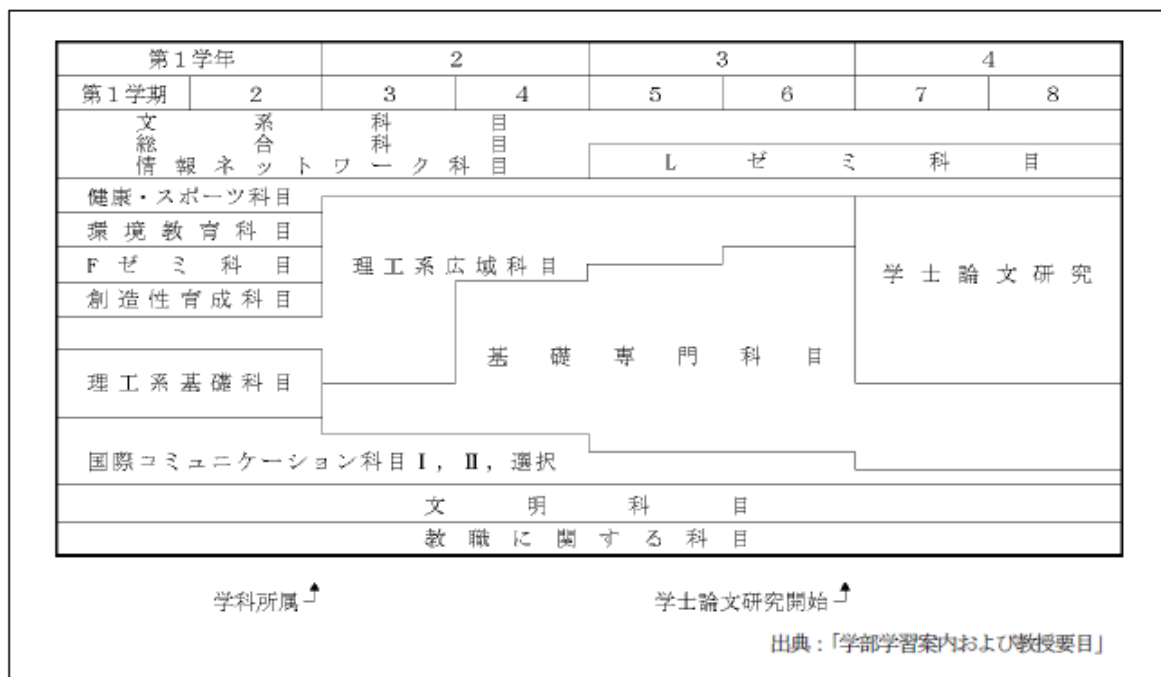 第1学年 2 3 4
第1学期 2 3 4 5 6 7 8
文系科目
総合科目
情報ネットワーク科目
Lゼミ科目
健康・スポーツ科目
環境教育科目
Fゼミ科目
理工系広域科目
学士論文研究
創造性育成科目
基礎専門科目
理工系基礎科目
国際コミュニケーション科目Ⅰ，Ⅱ，選択
文明科目
教職に関する科目
学科所属
学士論文研究開始
出典：「学部学習案内および教授要目」